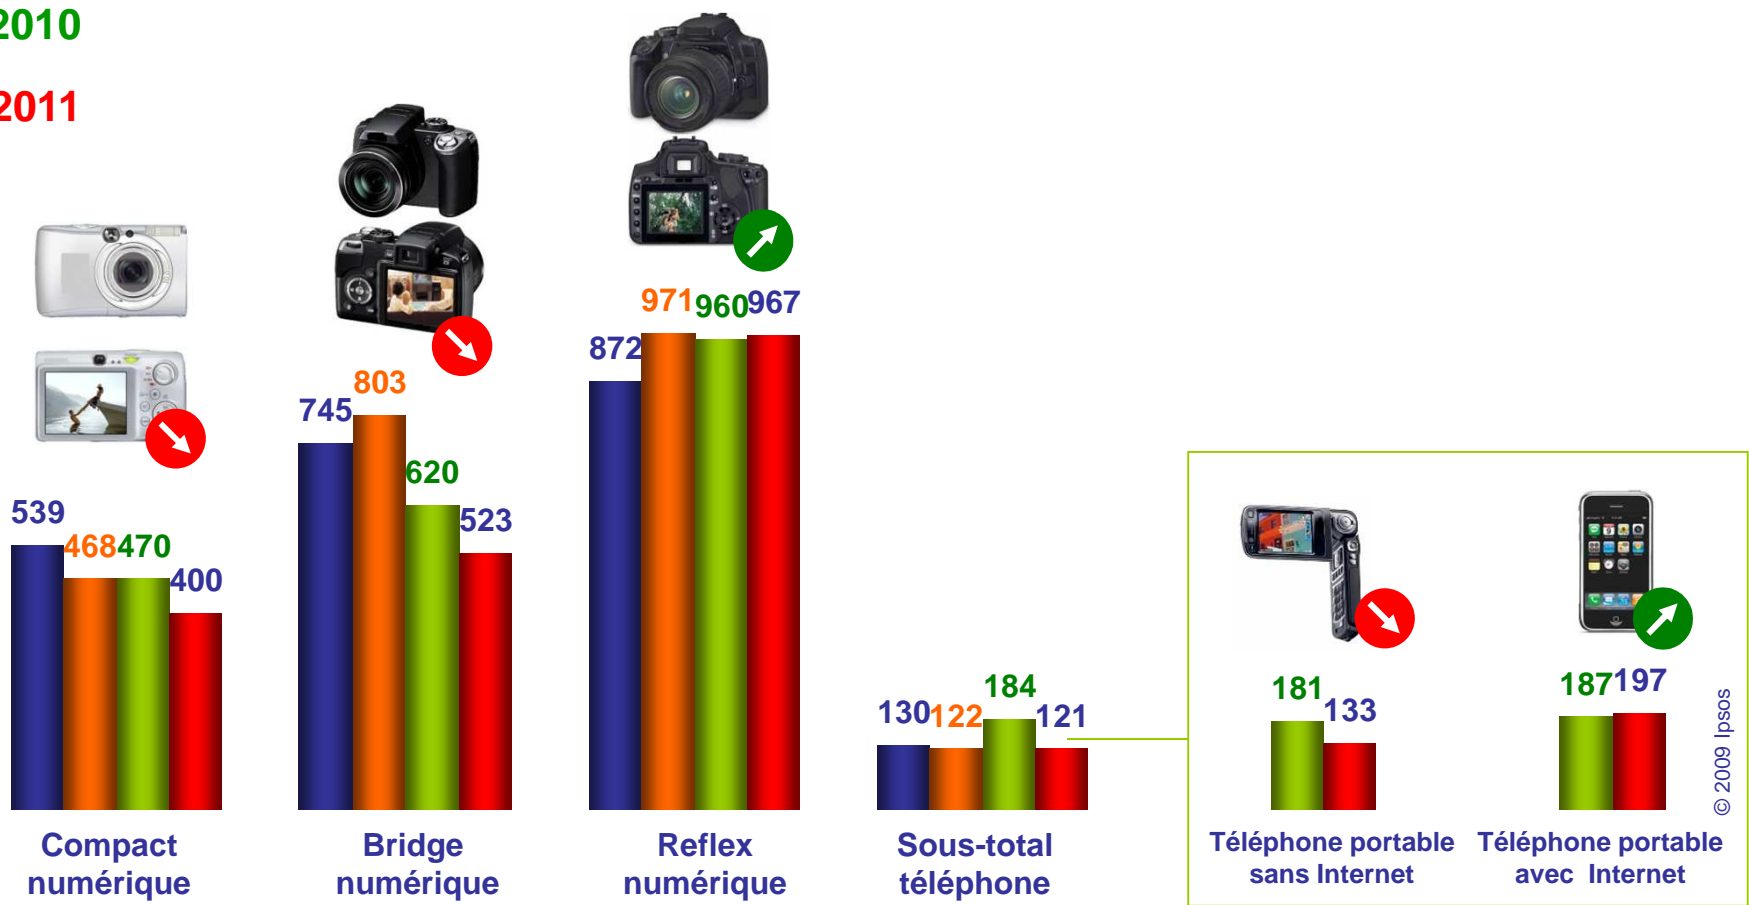 2010
2011
971
960
967
872
803
745
620
523
539
468
470
400
184
130
122
121
181
133
187
197
© 2009 Ipsos
Compact
numérique
Bridge
numérique
Reflex
numérique
Sous-total
téléphone
Téléphone portable
sans Internet
Téléphone portable
avec Internet